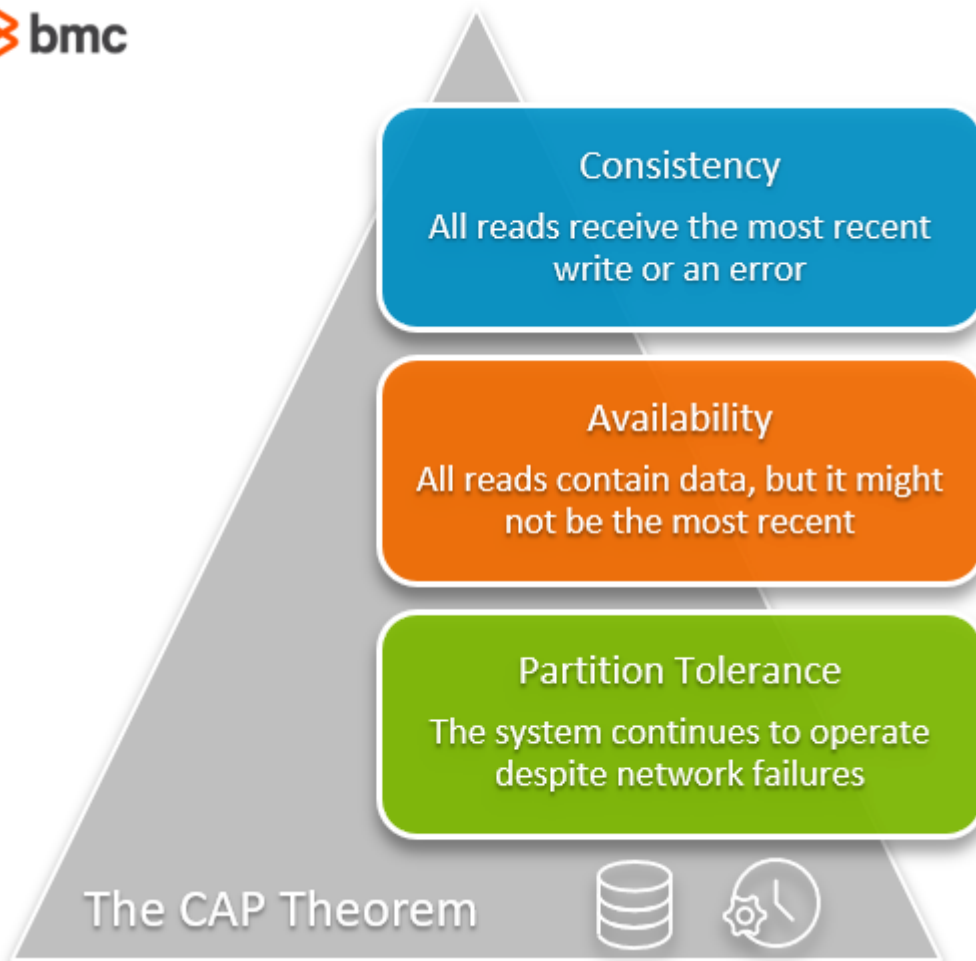 bmc
Consistency
All reads receive the most recent
write or an error
Availability
All reads contain data, but it might
not be the most recent
Partition Tolerance
The system continues to operate
despite network failures
The CAP Theorem